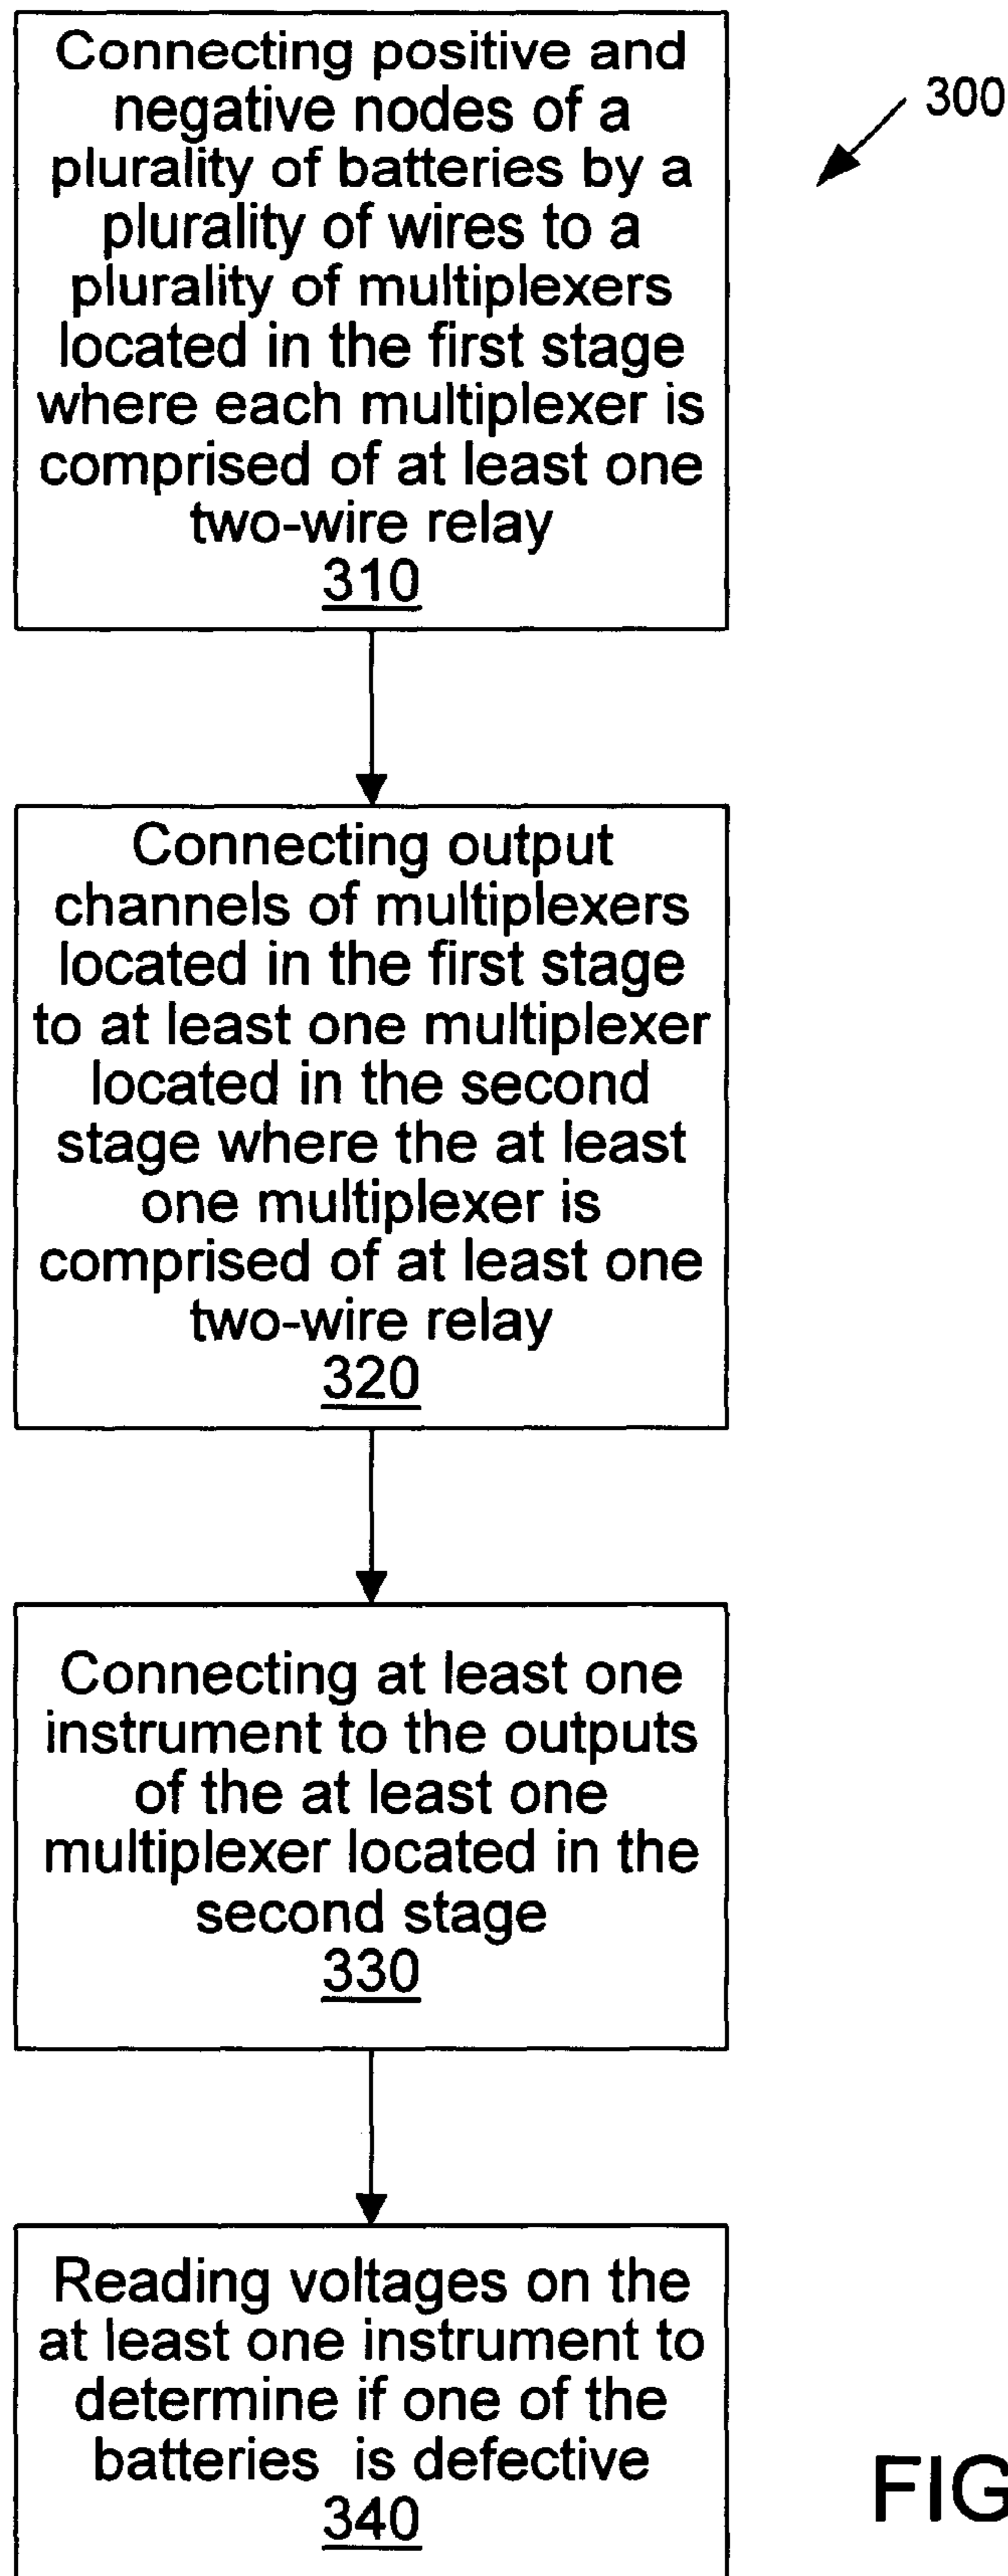 Connecting positive and
negative nodes of a
plurality of batteries by a
plurality of wires to a
plurality of multiplexers
located in the first stage
where each multiplexer is
comprised of at least one
two-wire relay
310
300
Connecting output
channels of multiplexers
located in the first stage
to at least one multiplexer
located in the second
stage where the at least
one multiplexer is
comprised of at least one
two-wire relay
320
Connecting at least one
instrument to the outputs
of the at least one
multiplexer located in the
second stage
330
Reading voltages on the
at least one instrument to
determine if one of the
batteries is defective
340
FIG